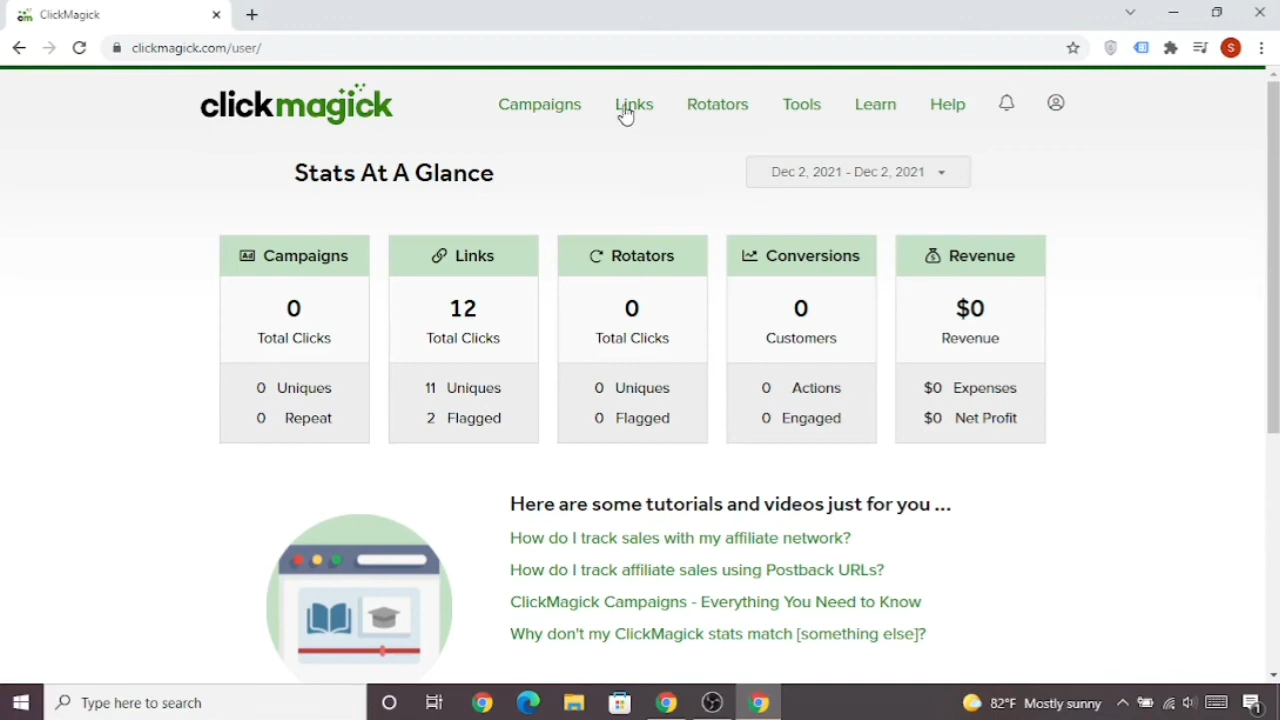 ClickMagick
clickmagick.com/user/
S
clickmagick
Campaigns Links Rotators Tools Learn Help
Stats At A Glance
Dec 2, 2021 - Dec 2, 2021
Campaigns
0
Total Clicks
0 Uniques
0 Repeat
Links
12
Total Clicks
11 Uniques
2 Flagged
Rotators
0
Total Clicks
0 Uniques
0 Flagged
Conversions
0
Customers
0 Actions
0 Engaged
Revenue
$0
Revenue
$0 Expenses
$0 Net Profit
Here are some tutorials and videos just for you ...
How do I track sales with my affiliate network?
How do I track affiliate sales using Postback URLs?
ClickMagick Campaigns - Everything You Need to Know
Why don't my ClickMagick stats match [something else]?
Type here to search
82°F Mostly sunny
1